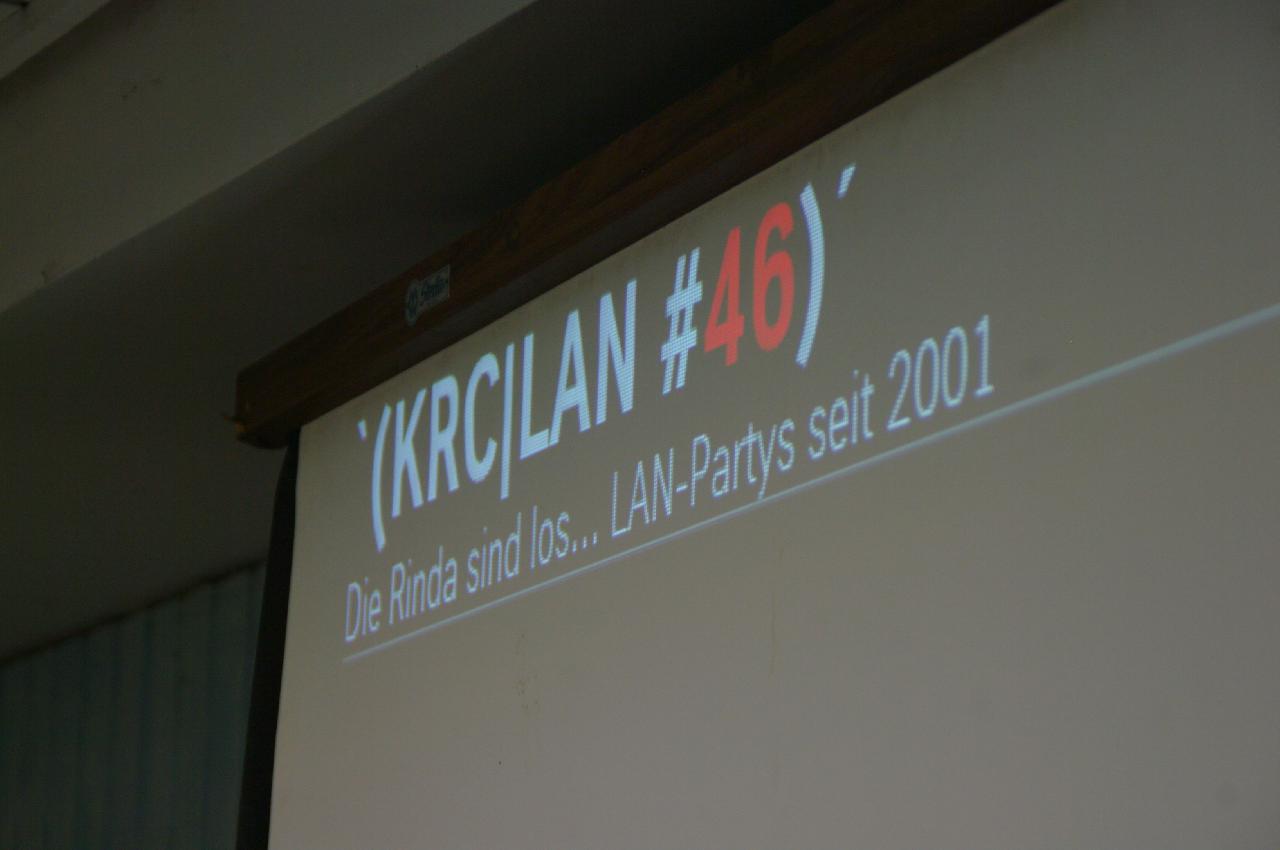 `(KRC|LAN #46)´
Die Rinda sind los... LAN-Partys seit 2001